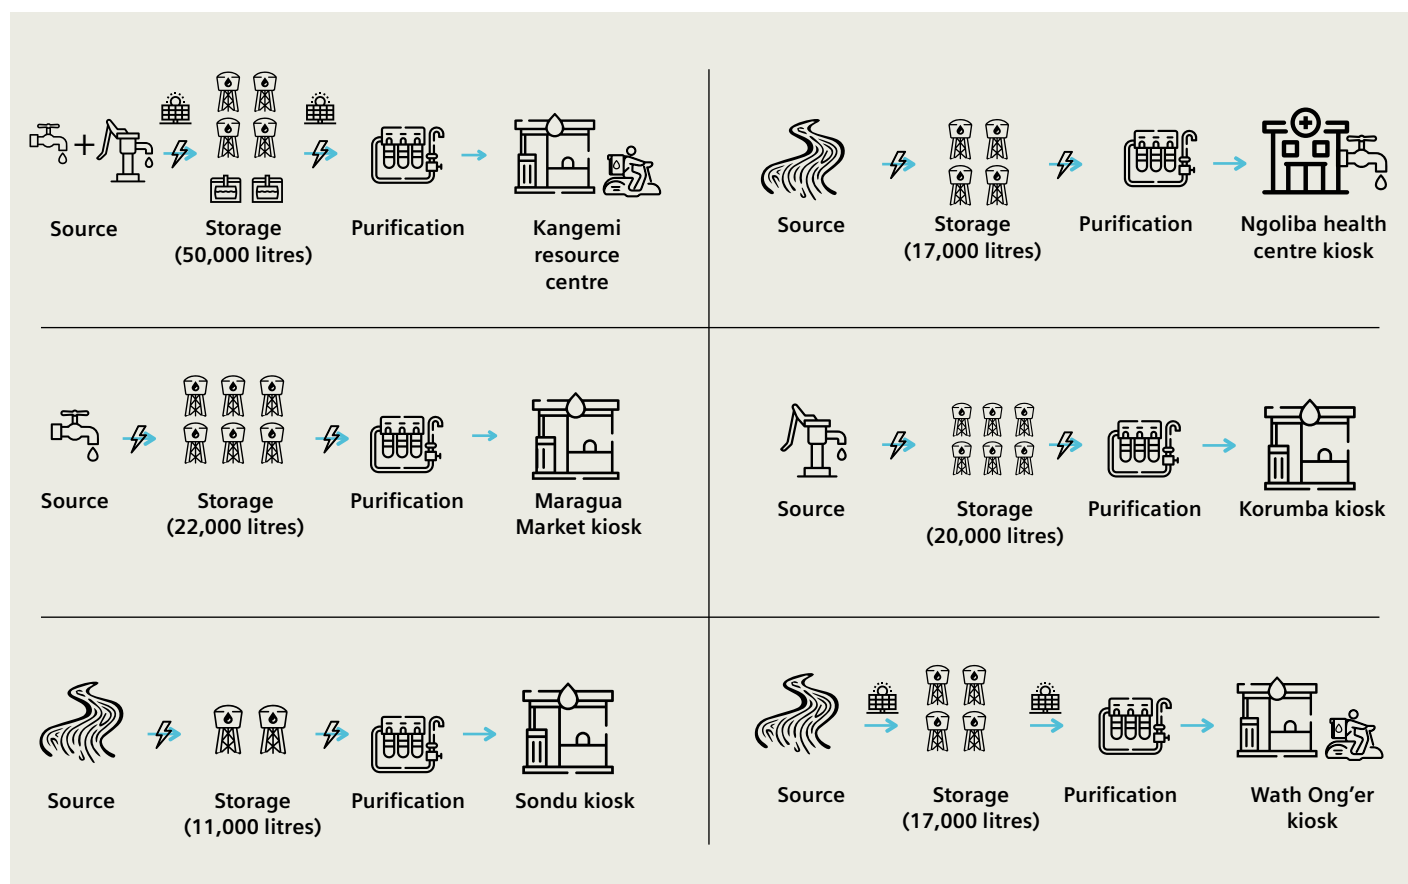 Source
Storage
(50,000 litres)
Purification
Kangemi
resource
centre
Source
Storage
(17,000 litres)
Purification
Ngoliba health
centre kiosk
Source
Storage
(22,000 litres)
Purification
Maragua
Market kiosk
Source
Storage
(20,000 litres)
Purification
Korumba kiosk
Source
Storage
(11,000 litres)
Purification
Sondu kiosk
Source
Storage
(17,000 litres)
Purification
Wath Ong’er
kiosk